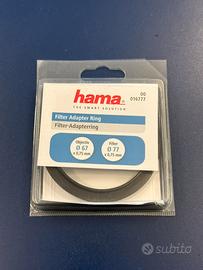 hama
THE SMART SOLUTION
00
016777
Filter Adapter Ring
Filter-Adapterring
Objectiv
Ø 67
x 0,75 mm
Filter
Ø 77
x 0,75 mm
subito